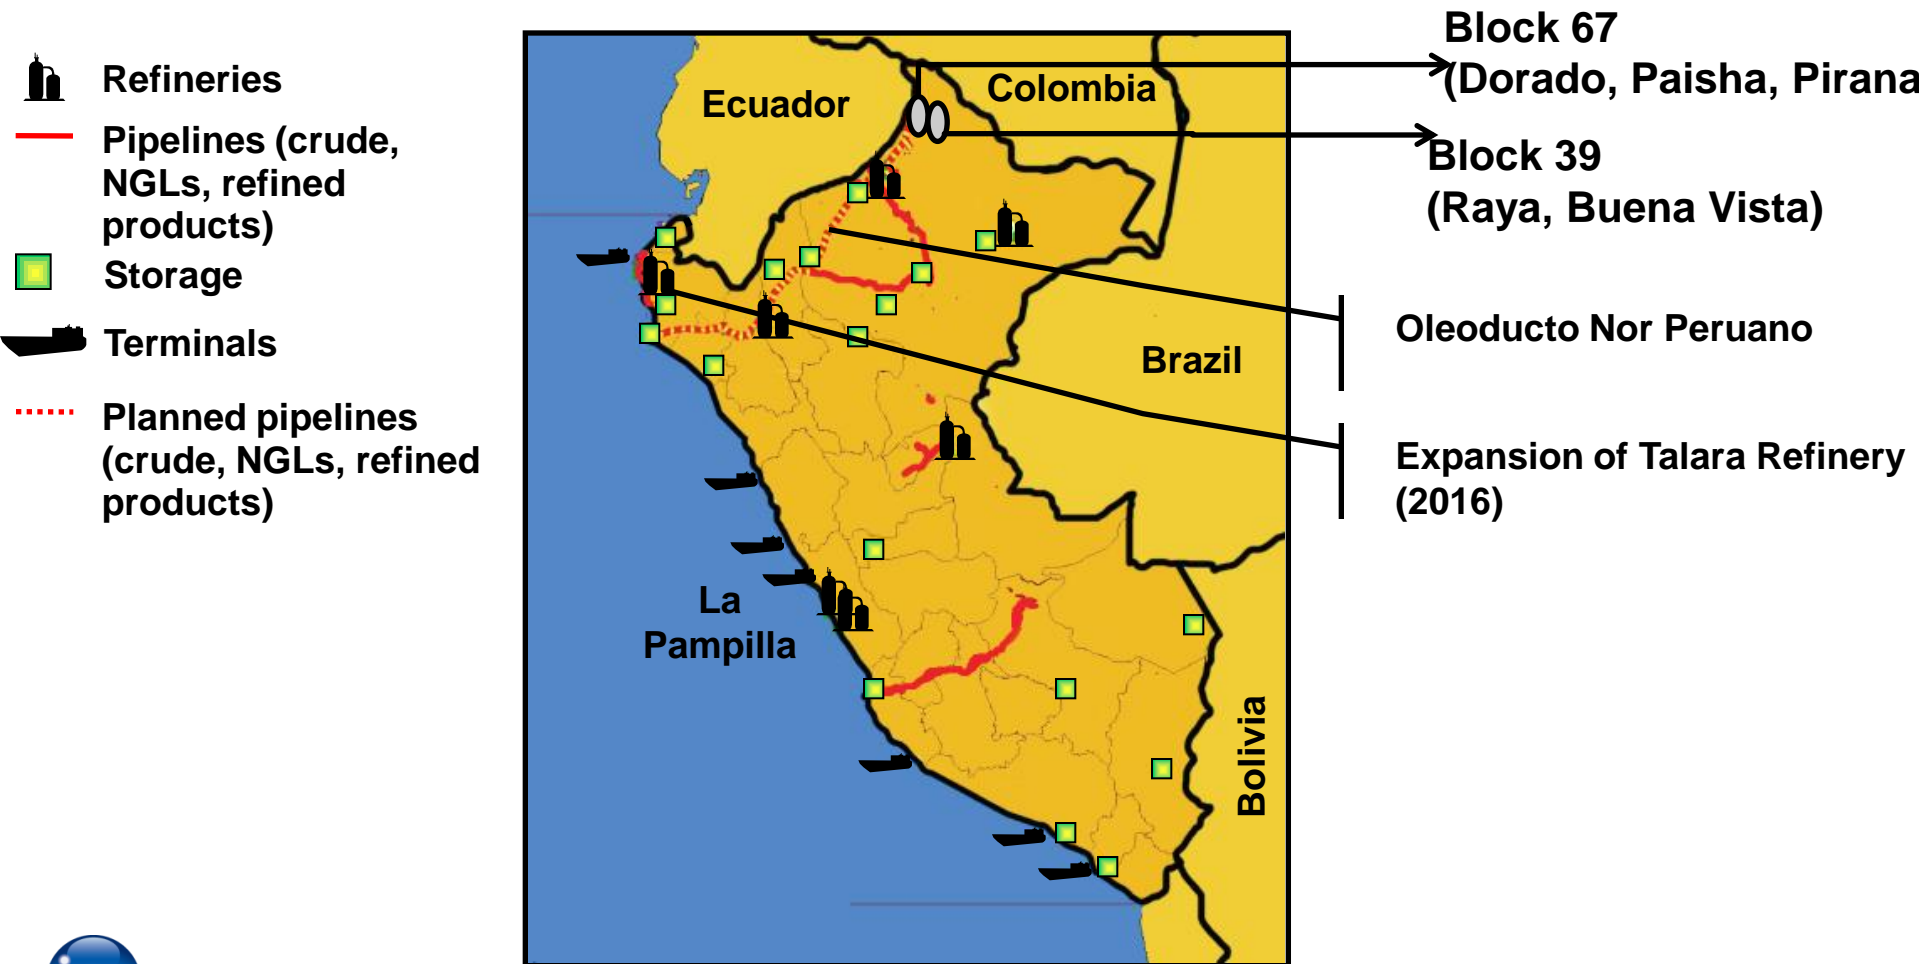 Refineries
Pipelines (crude,
NGLs, refined
products)
Storage
Terminals
Planned pipelines
(crude, NGLs, refined
products)
Ecuador
Colombia
Brazil
La
Pampilla
Bolivia
Block 67
(Dorado, Paisha, Pirana
Block 39
(Raya, Buena Vista)
Oleoducto Nor Peruano
Expansion of Talara Refinery
(2016)